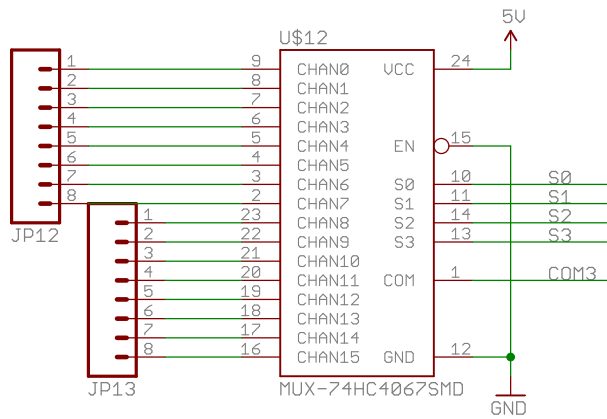 5V
U$12
1 9 CHAN0 VCC 24
2 8 CHAN1
3 7 CHAN2
4 6 CHAN3
5 5 CHAN4 EN 15
6 4 CHAN5
7 3 CHAN6 S0 10 S0
8 2 CHAN7 S1 11 S1
1 23 CHAN8 S2 14 S2
JP12
2 22 CHAN9 S3 13 S3
3 21 CHAN10
4 20 CHAN11 COM 1 COM3
5 19 CHAN12
6 18 CHAN13
7 17 CHAN14
8 16 CHAN15 GND 12
JP13
MUX-74HC4067SMD
GND